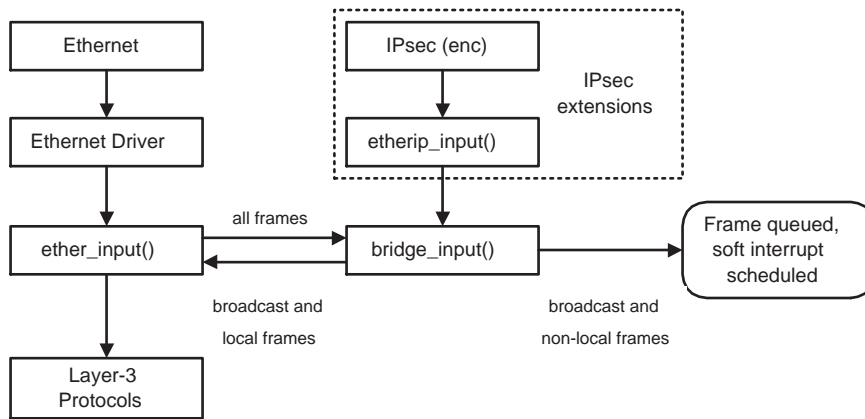 Ethernet
IPsec (enc)
IPsec
extensions
Ethernet Driver
etherip_input()
all frames
ether_input()
bridge_input()
Frame queued,
soft interrupt
scheduled
broadcast and
local frames
broadcast and
non-local frames
Layer-3
Protocols